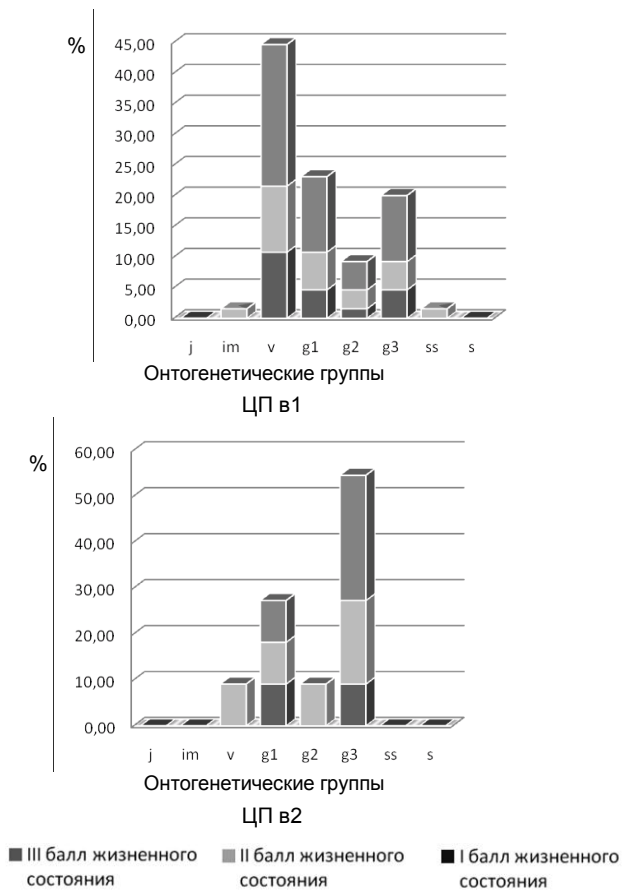 %
45,00
40,00
35,00
30,00
25,00
20,00
15,00
10,00
5,00
0,00
j im v g1 g2 g3 ss s
Онтогенетические группы
ЦП в1
%
60,00
50,00
40,00
30,00
20,00
10,00
0,00
j im v g1 g2 g3 ss s
Онтогенетические группы
ЦП в2
III балл жизненного состояния
II балл жизненного состояния
I балл жизненного состояния